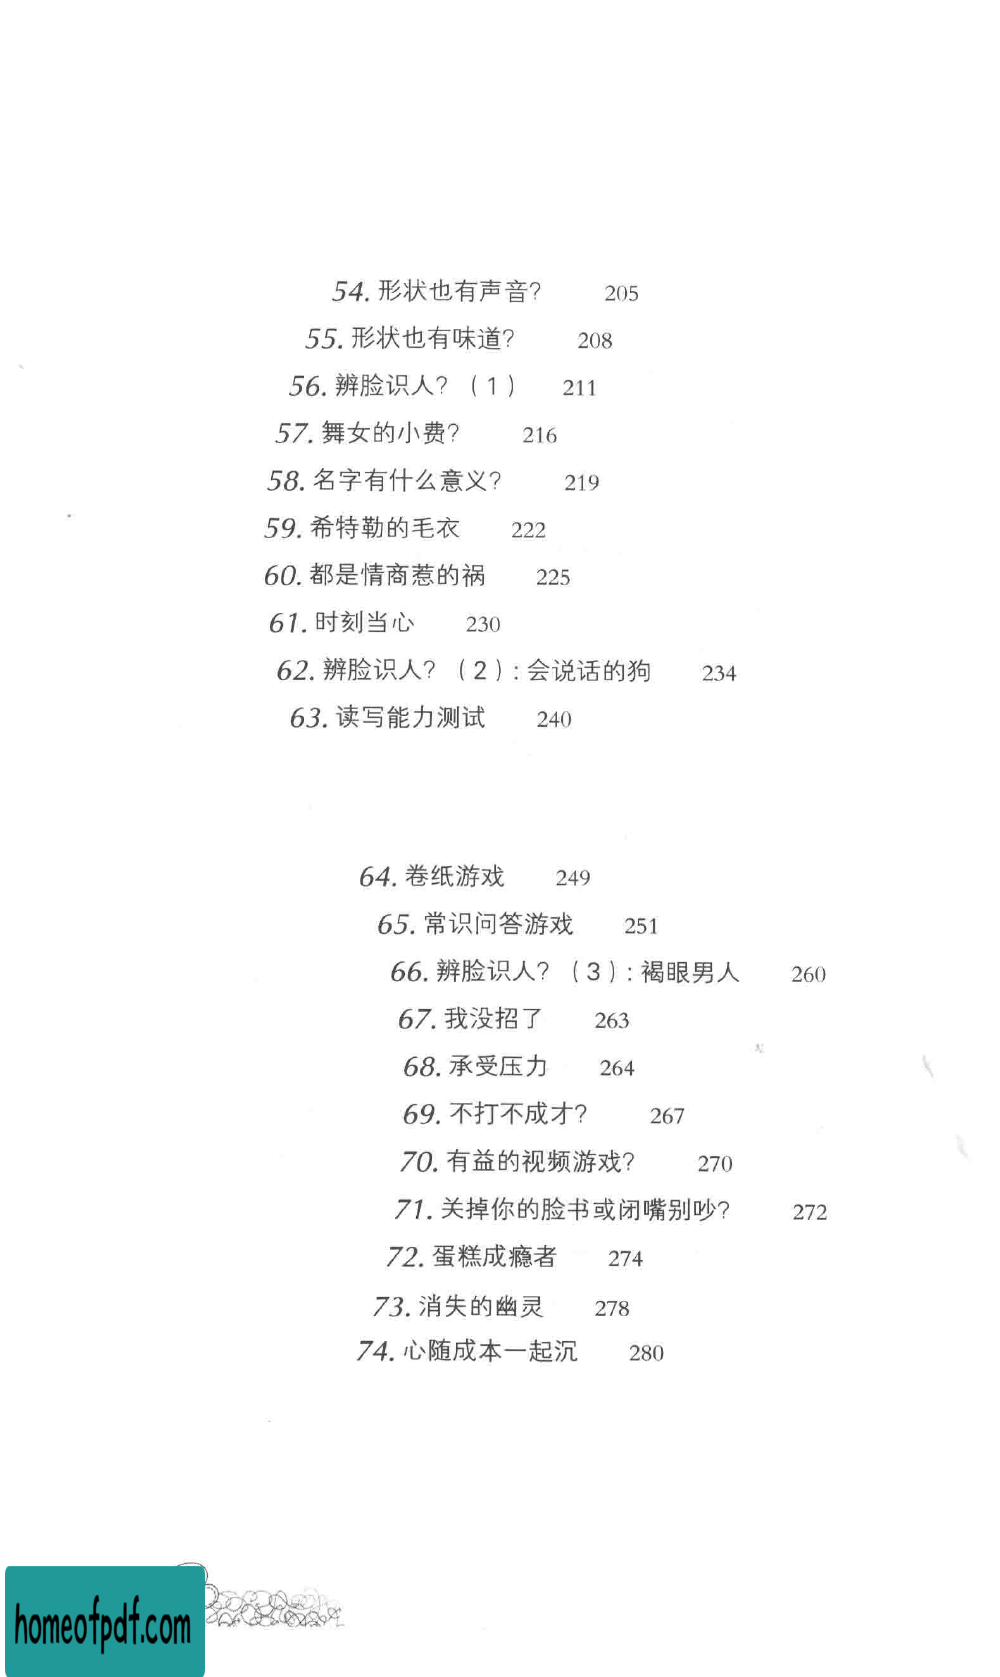 54. 形状也有声音? 205
55. 形状也有味道? 208
56. 辨脸识人?（1） 211
57. 舞女的小费? 216
58. 名字有什么意义? 219
59. 希特勒的毛衣 222
60. 都是情商惹的祸 225
61. 时刻当心 230
62. 辨脸识人?（2）: 会说话的狗 234
63. 读写能力测试 240
64. 卷纸游戏 249
65. 常识问答游戏 251
66. 辨脸识人?（3）: 褐眼男人 260
67. 我没招了 263
68. 承受压力 264
69. 不打不成才? 267
70. 有益的视频游戏? 270
71. 关掉你的脸书或闭嘴别吵? 272
72. 蛋糕成瘾者 274
73. 消失的幽灵 278
74. 心随成本一起沉 280
homeofpdf.com